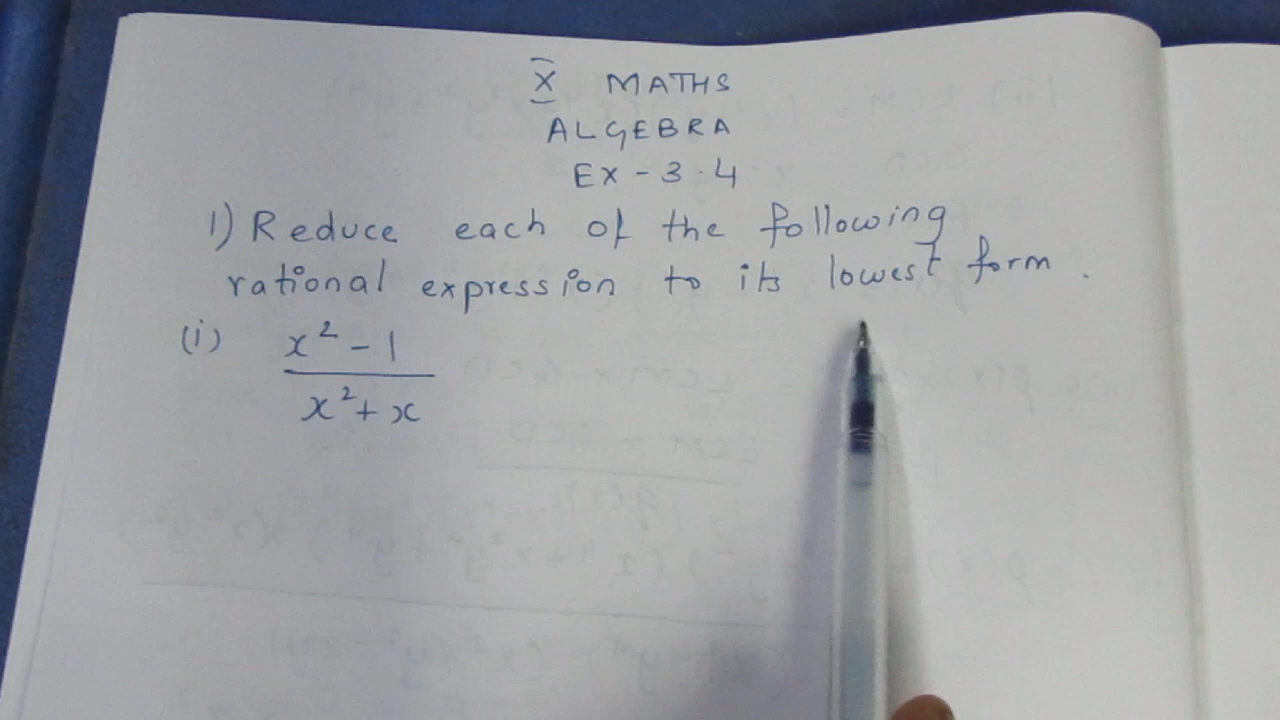 X MATHS
ALGEBRA
EX - 3.4
1) Reduce each of the following
rational expression to its lowest form.
(i) x² - 1
x² + x